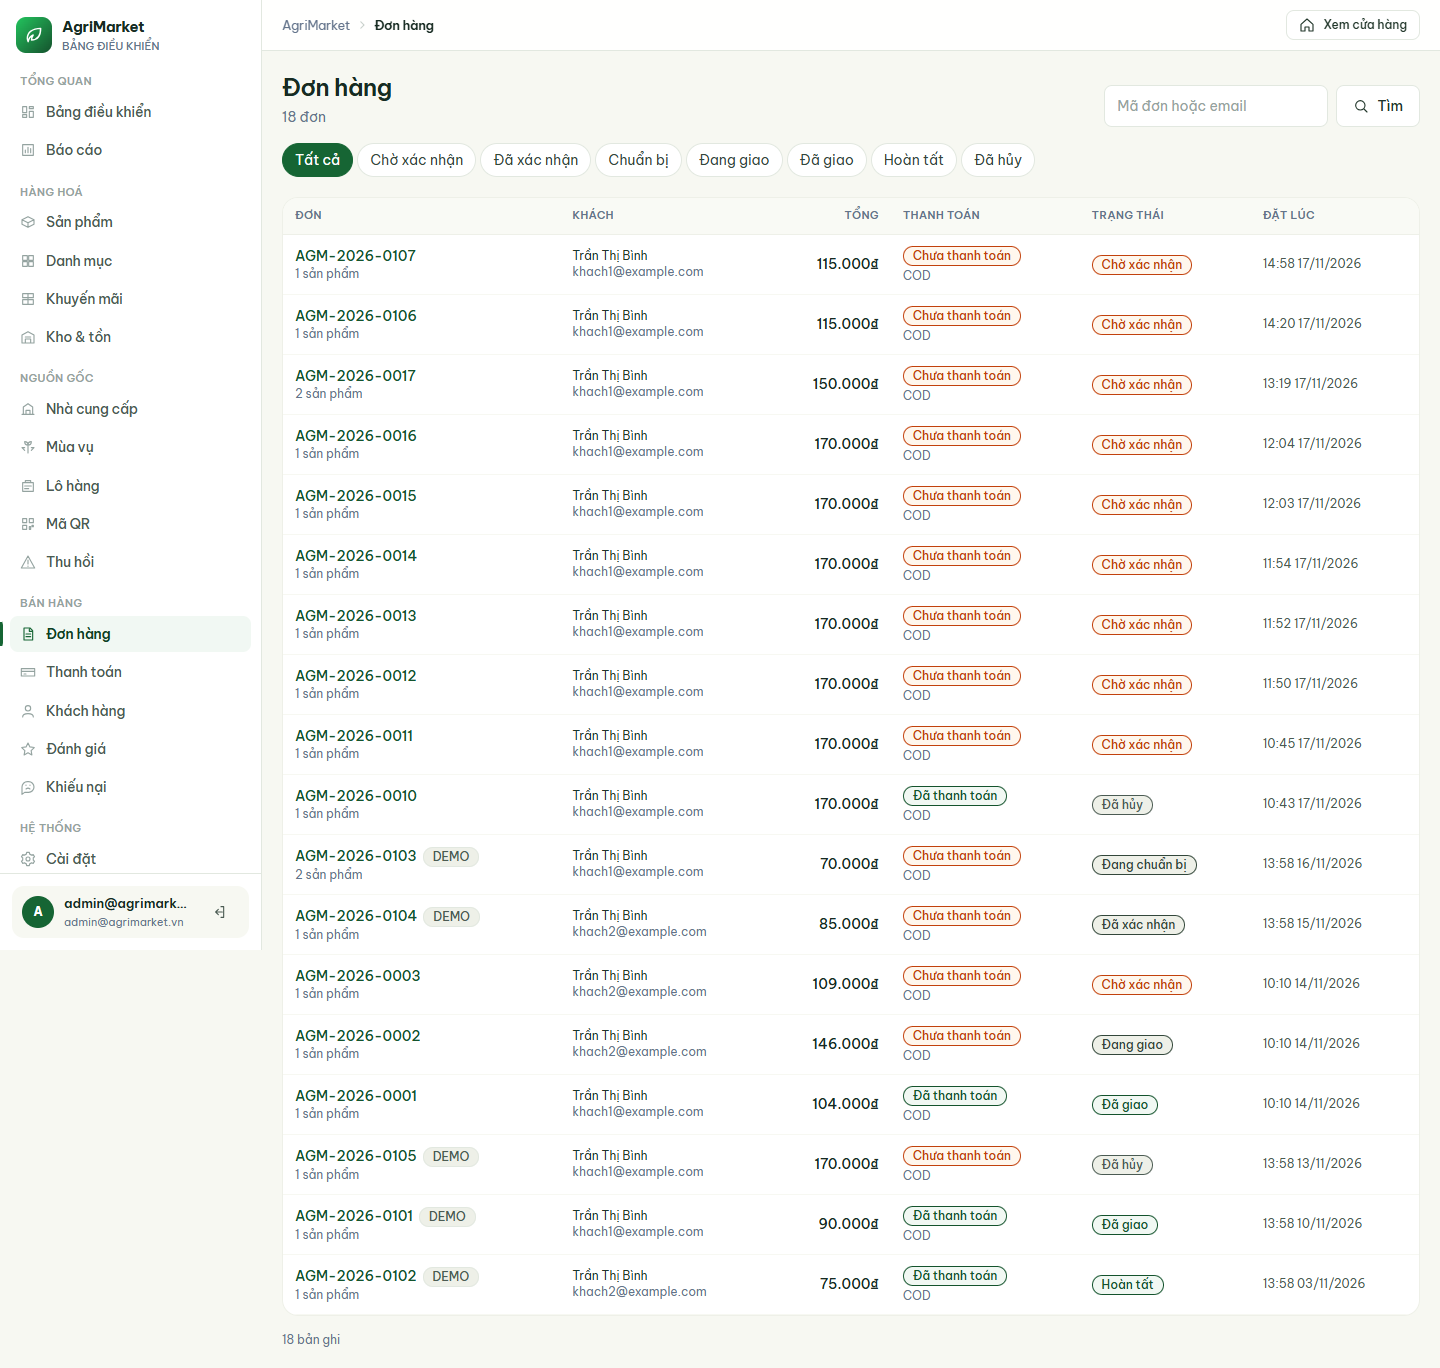 AgriMarket
BẢNG ĐIỀU KHIỂN
TỔNG QUAN
Bảng điều khiển
Báo cáo
HÀNG HOÁ
Sản phẩm
Danh mục
Khuyến mãi
Kho & tồn
NGUỒN GỐC
Nhà cung cấp
Mùa vụ
Lô hàng
Mã QR
Thu hồi
BÁN HÀNG
Đơn hàng
Thanh toán
Khách hàng
Đánh giá
Khiếu nại
HỆ THỐNG
Cài đặt
A
admin@agrimark...
admin@agrimarket.vn
AgriMarket > Đơn hàng
Xem cửa hàng
Đơn hàng
18 đơn
Mã đơn hoặc email
Tìm
Tất cả Chờ xác nhận Đã xác nhận Chuẩn bị Đang giao Đã giao Hoàn tất Đã hủy
ĐƠN KHÁCH TỔNG THANH TOÁN TRẠNG THÁI ĐẶT LÚC
AGM-2026-0107 Trần Thị Bình 115.000₫ Chưa thanh toán Chờ xác nhận 14:58 17/11/2026
1 sản phẩm khach1@example.com COD
AGM-2026-0106 Trần Thị Bình 115.000₫ Chưa thanh toán Chờ xác nhận 14:20 17/11/2026
1 sản phẩm khach1@example.com COD
AGM-2026-0017 Trần Thị Bình 150.000₫ Chưa thanh toán Chờ xác nhận 13:19 17/11/2026
2 sản phẩm khach1@example.com COD
AGM-2026-0016 Trần Thị Bình 170.000₫ Chưa thanh toán Chờ xác nhận 12:04 17/11/2026
1 sản phẩm khach1@example.com COD
AGM-2026-0015 Trần Thị Bình 170.000₫ Chưa thanh toán Chờ xác nhận 12:03 17/11/2026
1 sản phẩm khach1@example.com COD
AGM-2026-0014 Trần Thị Bình 170.000₫ Chưa thanh toán Chờ xác nhận 11:54 17/11/2026
1 sản phẩm khach1@example.com COD
AGM-2026-0013 Trần Thị Bình 170.000₫ Chưa thanh toán Chờ xác nhận 11:52 17/11/2026
1 sản phẩm khach1@example.com COD
AGM-2026-0012 Trần Thị Bình 170.000₫ Chưa thanh toán Chờ xác nhận 11:50 17/11/2026
1 sản phẩm khach1@example.com COD
AGM-2026-0011 Trần Thị Bình 170.000₫ Chưa thanh toán Chờ xác nhận 10:45 17/11/2026
1 sản phẩm khach1@example.com COD
AGM-2026-0010 Trần Thị Bình 170.000₫ Đã thanh toán Đã hủy 10:43 17/11/2026
1 sản phẩm khach1@example.com COD
AGM-2026-0103 DEMO Trần Thị Bình 70.000₫ Chưa thanh toán Đang chuẩn bị 13:58 16/11/2026
2 sản phẩm khach1@example.com COD
AGM-2026-0104 DEMO Trần Thị Bình 85.000₫ Chưa thanh toán Đã xác nhận 13:58 15/11/2026
1 sản phẩm khach2@example.com COD
AGM-2026-0003 Trần Thị Bình 109.000₫ Chưa thanh toán Chờ xác nhận 10:10 14/11/2026
1 sản phẩm khach2@example.com COD
AGM-2026-0002 Trần Thị Bình 146.000₫ Chưa thanh toán Đang giao 10:10 14/11/2026
1 sản phẩm khach2@example.com COD
AGM-2026-0001 Trần Thị Bình 104.000₫ Đã thanh toán Đã giao 10:10 14/11/2026
1 sản phẩm khach1@example.com COD
AGM-2026-0105 DEMO Trần Thị Bình 170.000₫ Chưa thanh toán Đã hủy 13:58 13/11/2026
1 sản phẩm khach1@example.com COD
AGM-2026-0101 DEMO Trần Thị Bình 90.000₫ Đã thanh toán Đã giao 13:58 10/11/2026
1 sản phẩm khach1@example.com COD
AGM-2026-0102 DEMO Trần Thị Bình 75.000₫ Đã thanh toán Hoàn tất 13:58 03/11/2026
1 sản phẩm khach2@example.com COD
18 bản ghi